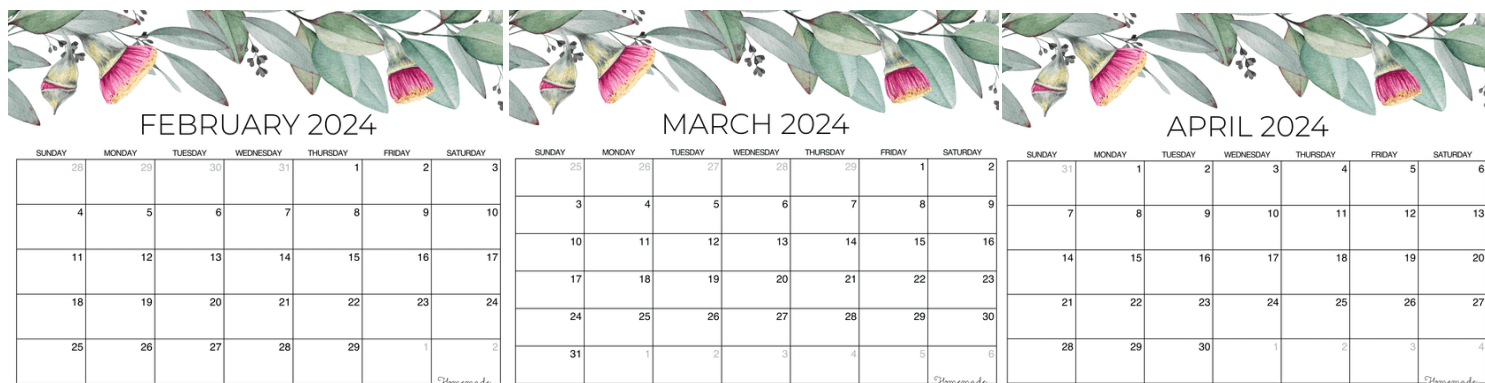 FEBRUARY 2024
SUNDAY MONDAY TUESDAY WEDNESDAY THURSDAY FRIDAY SATURDAY
28 29 30 31 1 2 3
4 5 6 7 8 9 10
11 12 13 14 15 16 17
18 19 20 21 22 23 24
25 26 27 28 29 1 2
Homemade
MARCH 2024
SUNDAY MONDAY TUESDAY WEDNESDAY THURSDAY FRIDAY SATURDAY
25 26 27 28 29 1 2
3 4 5 6 7 8 9
10 11 12 13 14 15 16
17 18 19 20 21 22 23
24 25 26 27 28 29 30
31 1 2 3 4 5 6
Homemade
APRIL 2024
SUNDAY MONDAY TUESDAY WEDNESDAY THURSDAY FRIDAY SATURDAY
31 1 2 3 4 5 6
7 8 9 10 11 12 13
14 15 16 17 18 19 20
21 22 23 24 25 26 27
28 29 30 1 2 3 4
Homemade